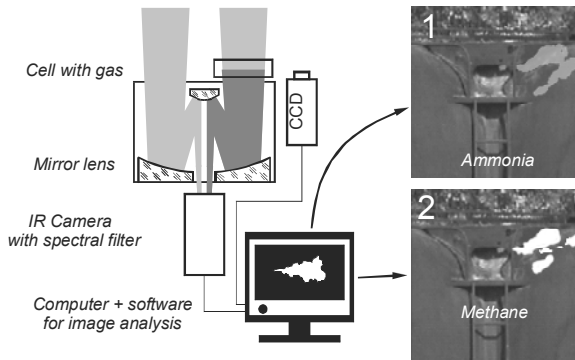 Cell with gas
CCD
Mirror lens
IR Camera
with spectral filter
Computer + software
for image analysis
1
Ammonia
2
Methane